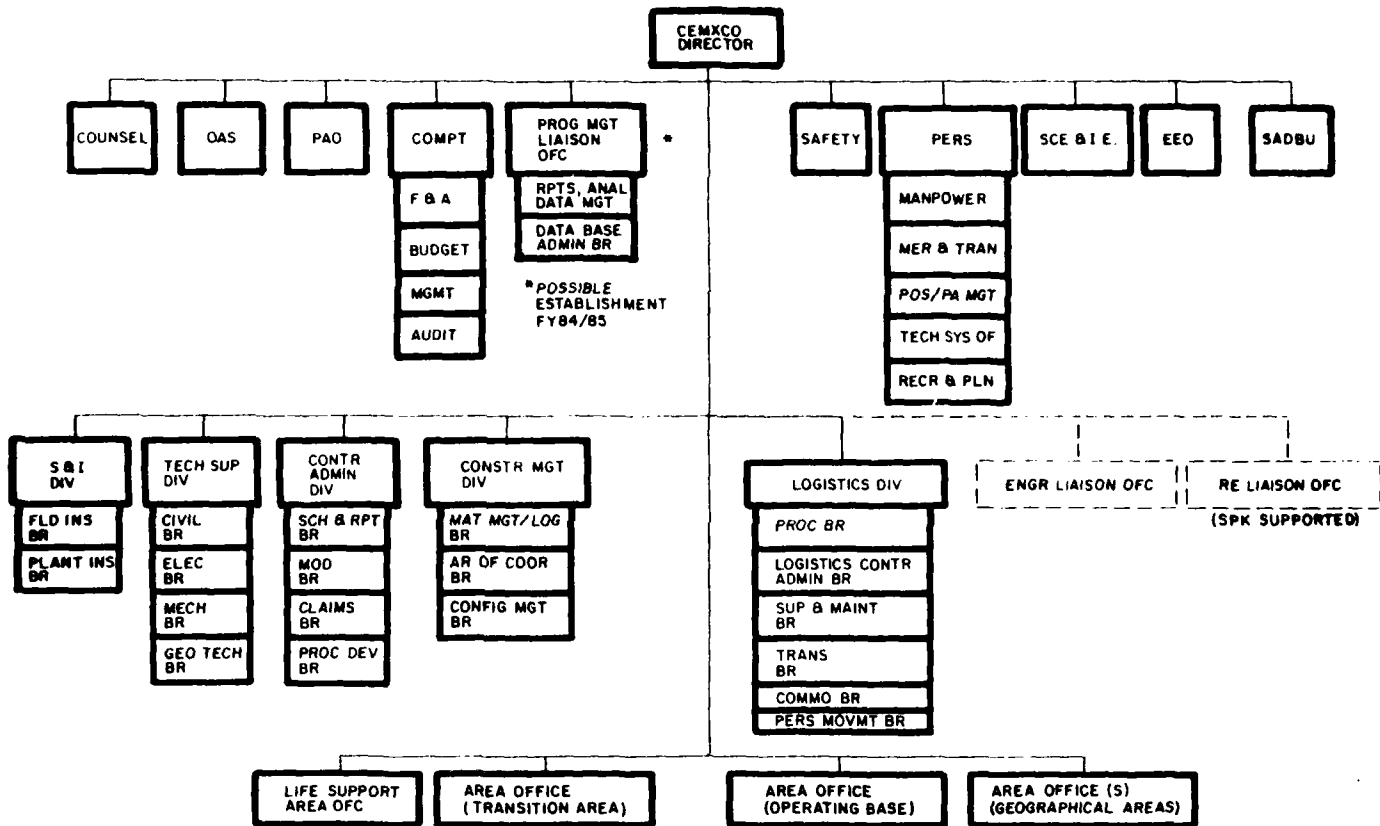 CEMXCO
DIRECTOR
COUNSEL
OAS
PAO
COMPT
PROG MGT
LIAISON
OFC
*
SAFETY
PERS
SCE & I E.
EEO
SADBU
F & A
BUDGET
MGMT
AUDIT
RPTS, ANAL
DATA MGT
DATA BASE
ADMIN BR
* POSSIBLE
ESTABLISHMENT
FY84/85
MANPOWER
MER & TRAN
POS/PA MGT
TECH SYS OF
RECR & PLN
S & I
DIV
FLD INS
BR
PLANT INS
BR
TECH SUP
DIV
CIVIL
BR
ELEC
BR
MECH
BR
GEO TECH
BR
CONTR
ADMIN
DIV
SCH & RPT
BR
MOD
BR
CLAIMS
BR
PROC DEV
BR
CONSTR MGT
DIV
MAT MGT/LOG
BR
AR OF COOR
BR
CONFIG MGT
BR
LOGISTICS DIV
PROC BR
LOGISTICS CONTR
ADMIN BR
SUP & MAINT
BR
TRANS
BR
COMMO BR
PERS MOVMT BR
ENGR LIAISON OFC
RE LIAISON OFC
(SPK SUPPORTED)
LIFE SUPPORT
AREA OFC
AREA OFFICE
(TRANSITION AREA)
AREA OFFICE
(OPERATING BASE)
AREA OFFICE (S)
(GEOGRAPHICAL AREAS)